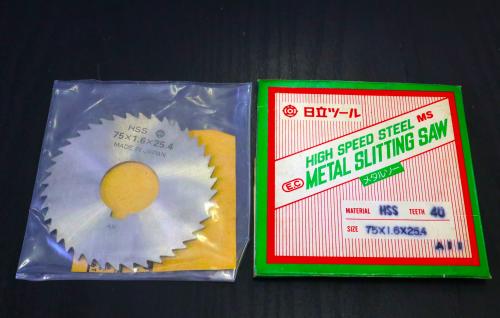 HSS
75×1.6×25.4
MADE IN JAPAN
日立ツール
HIGH SPEED STEEL MS
METAL SLITTING SAW
E.C
メタルソー
MATERIAL HSS TEETH 40
SIZE 75×1.6×25.4
A11